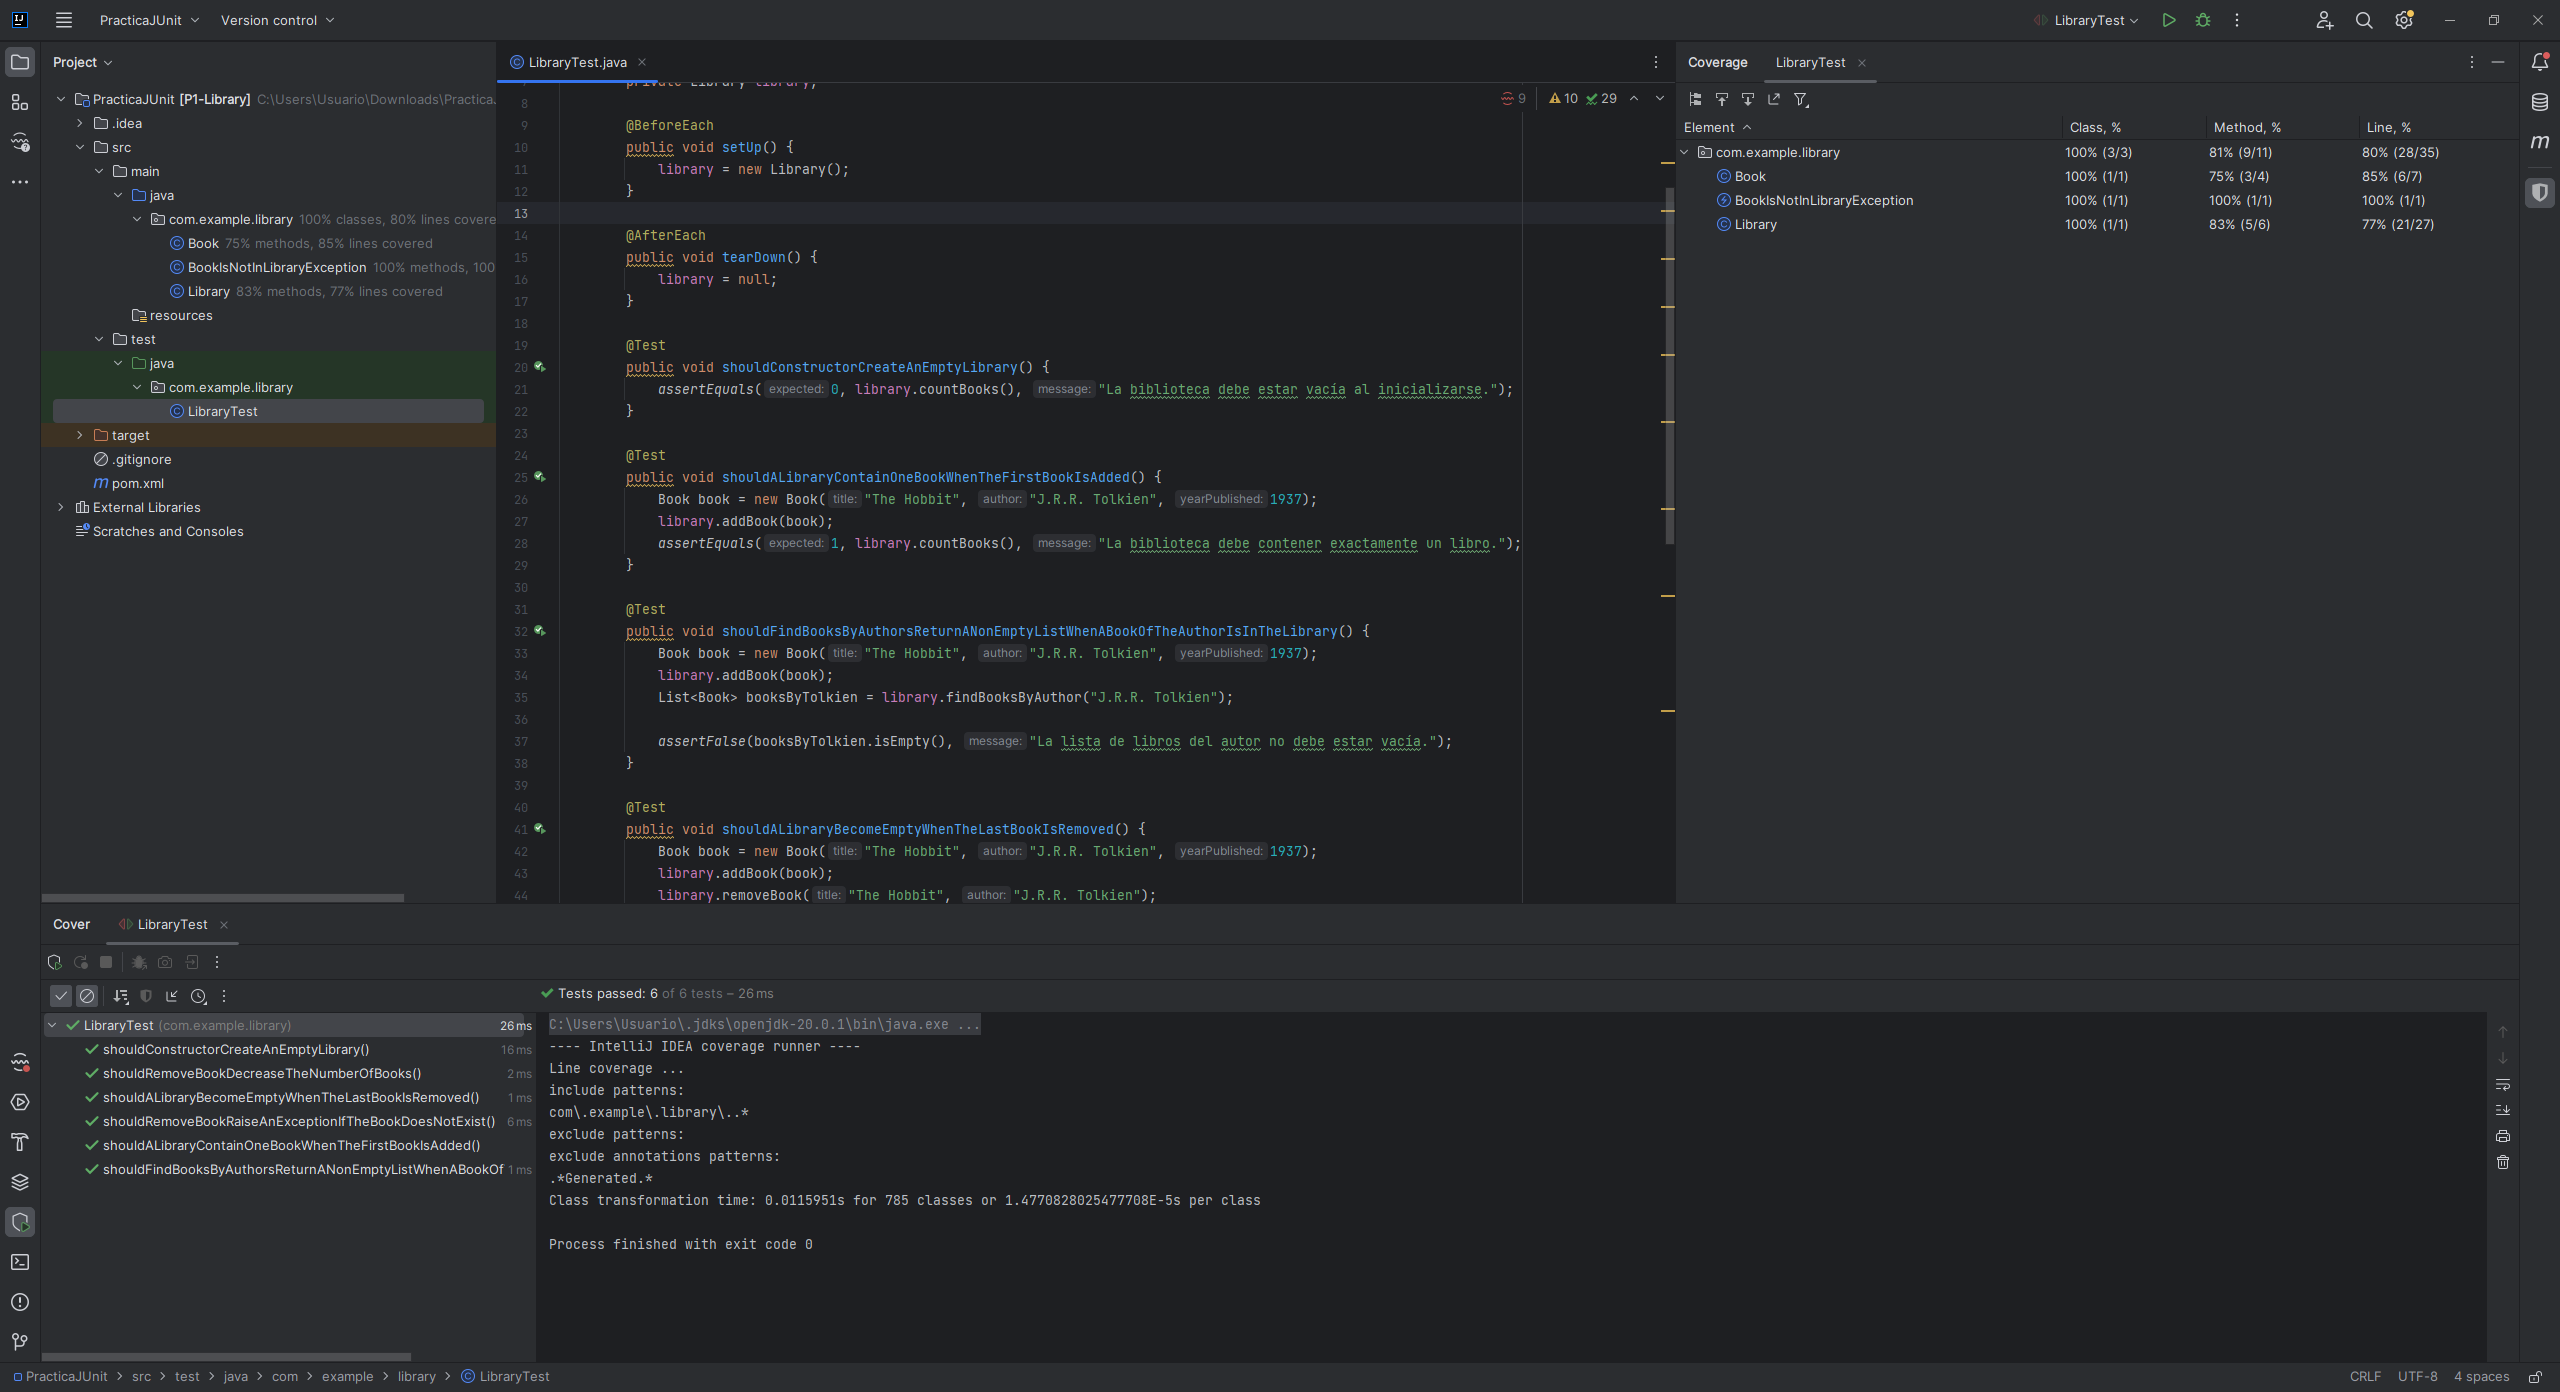 PracticaJUnit Version control LibraryTest
Project
PracticaJUnit [P1-Library] C:\Users\Usuario\Downloads\PracticaJ
.idea
src
main
java
com.example.library 100% classes, 80% lines covere
Book 75% methods, 85% lines covered
BookIsNotInLibraryException 100% methods, 100
Library 83% methods, 77% lines covered
resources
test
java
com.example.library
LibraryTest
target
.gitignore
pom.xml
External Libraries
Scratches and Consoles
LibraryTest.java
9 10 29
7 private Library library;
8
9 @BeforeEach
10 public void setUp() {
11 library = new Library();
12 }
13
14 @AfterEach
15 public void tearDown() {
16 library = null;
17 }
18
19 @Test
20 public void shouldConstructorCreateAnEmptyLibrary() {
21 assertEquals( expected: 0, library.countBooks(), message: "La biblioteca debe estar vacía al inicializarse.");
22 }
23
24 @Test
25 public void shouldALibraryContainOneBookWhenTheFirstBookIsAdded() {
26 Book book = new Book( title: "The Hobbit", author: "J.R.R. Tolkien", yearPublished: 1937);
27 library.addBook(book);
28 assertEquals( expected: 1, library.countBooks(), message: "La biblioteca debe contener exactamente un libro.");
29 }
30
31 @Test
32 public void shouldFindBooksByAuthorsReturnANonEmptyListWhenABookOfTheAuthorIsInTheLibrary() {
33 Book book = new Book( title: "The Hobbit", author: "J.R.R. Tolkien", yearPublished: 1937);
34 library.addBook(book);
35 List<Book> booksByTolkien = library.findBooksByAuthor("J.R.R. Tolkien");
36
37 assertFalse(booksByTolkien.isEmpty(), message: "La lista de libros del autor no debe estar vacía.");
38 }
39
40 @Test
41 public void shouldALibraryBecomeEmptyWhenTheLastBookIsRemoved() {
42 Book book = new Book( title: "The Hobbit", author: "J.R.R. Tolkien", yearPublished: 1937);
43 library.addBook(book);
44 library.removeBook( title: "The Hobbit", author: "J.R.R. Tolkien");
Coverage LibraryTest
Element Class, % Method, % Line, %
com.example.library 100% (3/3) 81% (9/11) 80% (28/35)
Book 100% (1/1) 75% (3/4) 85% (6/7)
BookIsNotInLibraryException 100% (1/1) 100% (1/1) 100% (1/1)
Library 100% (1/1) 83% (5/6) 77% (21/27)
Cover LibraryTest
Tests passed: 6 of 6 tests – 26 ms
LibraryTest (com.example.library) 26 ms
shouldConstructorCreateAnEmptyLibrary() 16 ms
shouldRemoveBookDecreaseTheNumberOfBooks() 2 ms
shouldALibraryBecomeEmptyWhenTheLastBookIsRemoved() 1 ms
shouldRemoveBookRaiseAnExceptionIfTheBookDoesNotExist() 6 ms
shouldALibraryContainOneBookWhenTheFirstBookIsAdded()
shouldFindBooksByAuthorsReturnANonEmptyListWhenABookOf 1 ms
C:\Users\Usuario\.jdks\openjdk-20.0.1\bin\java.exe ...
---- IntelliJ IDEA coverage runner ----
Line coverage ...
include patterns:
com\.example\.library\..*
exclude patterns:
exclude annotations patterns:
.*Generated.*
Class transformation time: 0.0115951s for 785 classes or 1.4770828025477708E-5s per class
Process finished with exit code 0
PracticaJUnit > src > test > java > com > example > library > LibraryTest
CRLF UTF-8 4 spaces